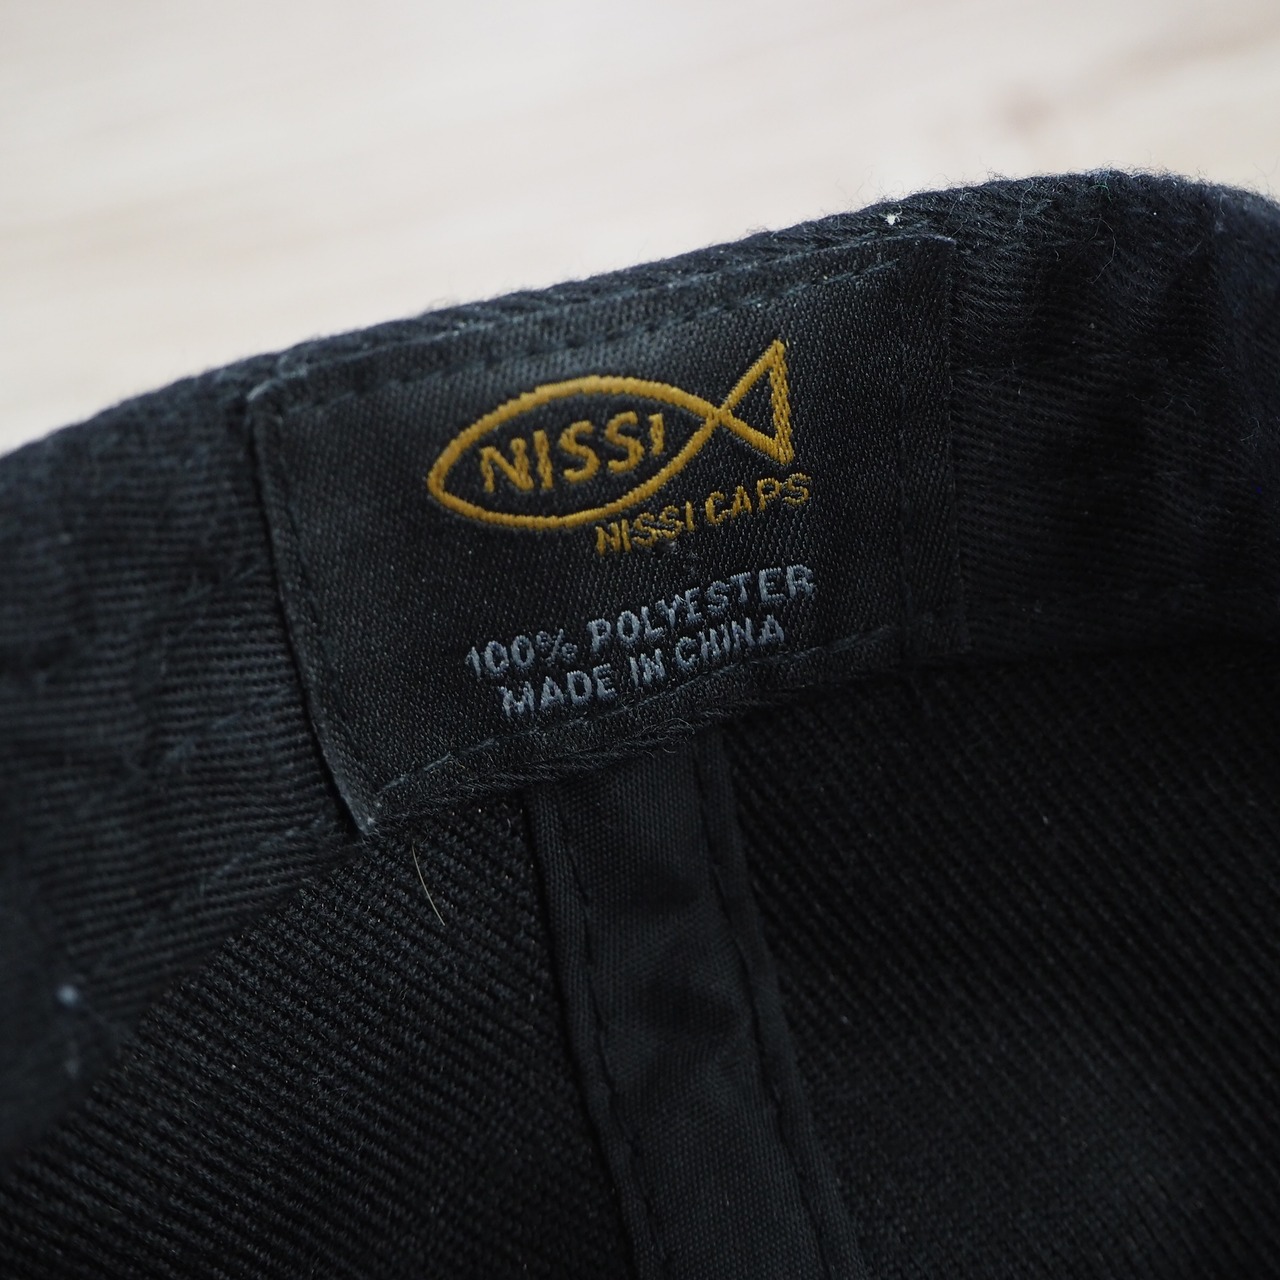 NISSI
NISSI CAPS
100% POLYESTER
MADE IN CHINA